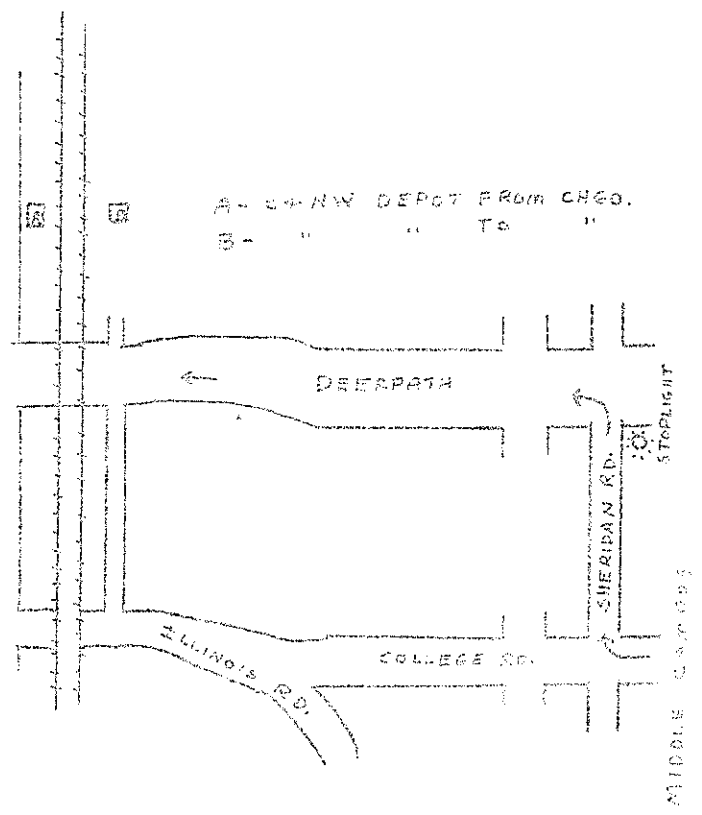 A
B
A - C+NW DEPOT FROM CHGO.
B - " " TO "
DEERPATH
STOPLIGHT
SHERIDAN RD.
ILLINOIS RD.
COLLEGE RD.
MIDDLE CAMPUS